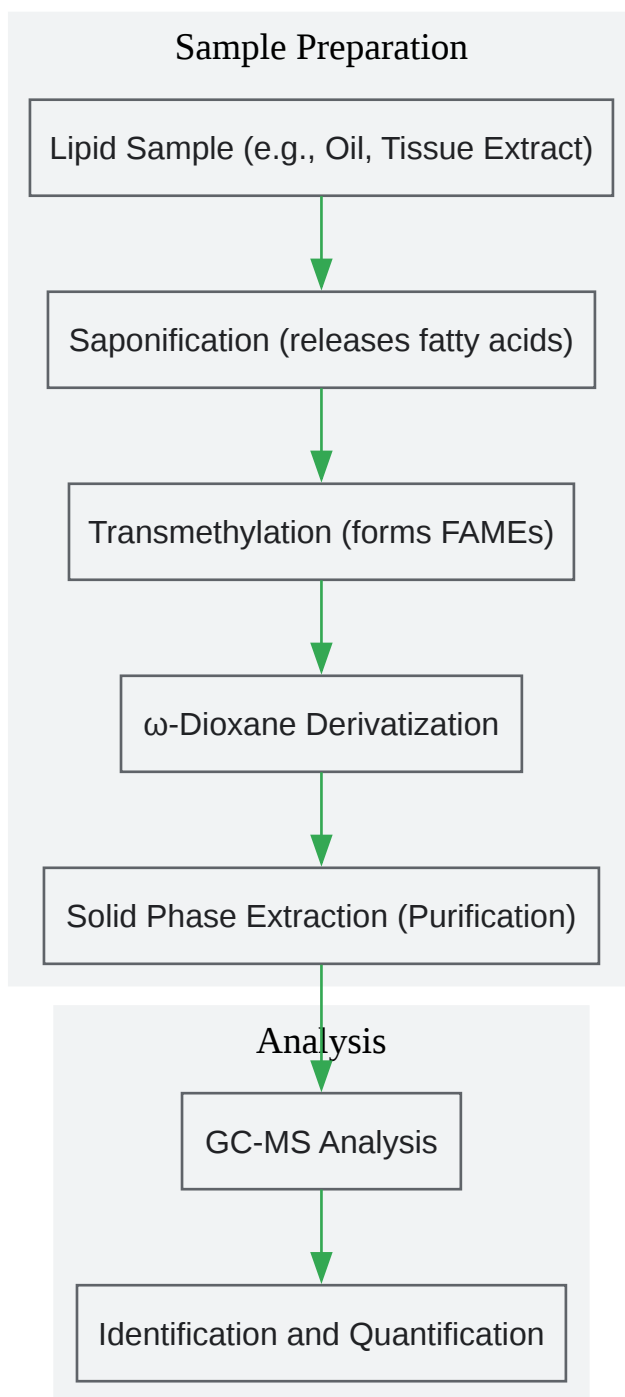 Sample Preparation
Lipid Sample (e.g., Oil, Tissue Extract)
Saponification (releases fatty acids)
Transmethylation (forms FAMEs)
ω-Dioxane Derivatization
Solid Phase Extraction (Purification)
Analysis
GC-MS Analysis
Identification and Quantification